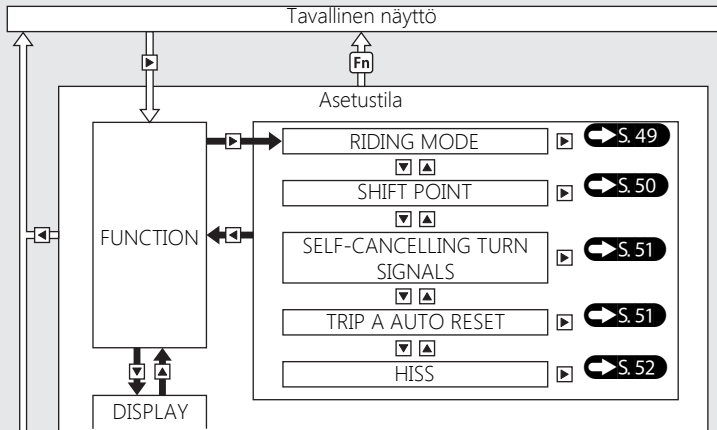 Tavallinen näyttö
Fn
Asetustila
RIDING MODE
S. 49
SHIFT POINT
S. 50
FUNCTION
SELF-CANCELLING TURN
SIGNALS
S. 51
TRIP A AUTO RESET
S. 51
HISS
S. 52
DISPLAY